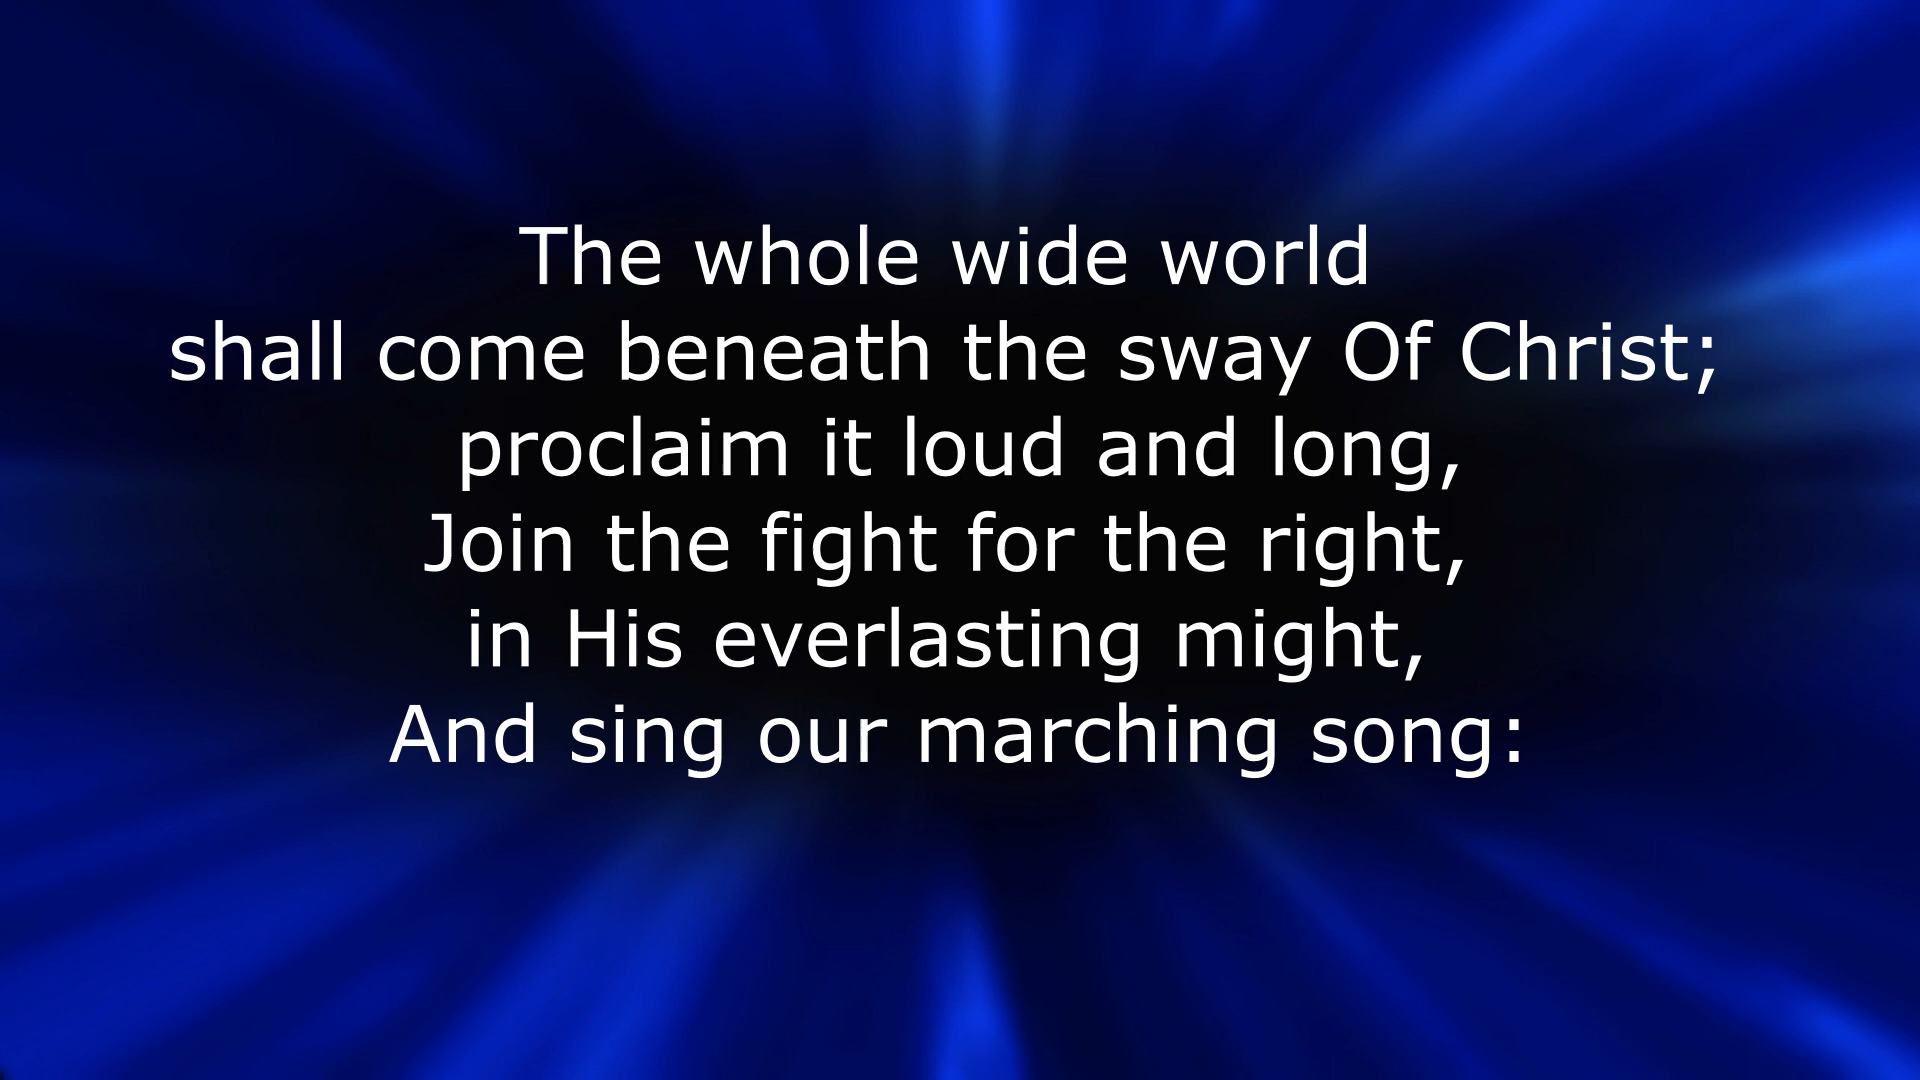 The whole wide world
shall come beneath the sway Of Christ;
proclaim it loud and long,
Join the fight for the right,
in His everlasting might,
And sing our marching song: